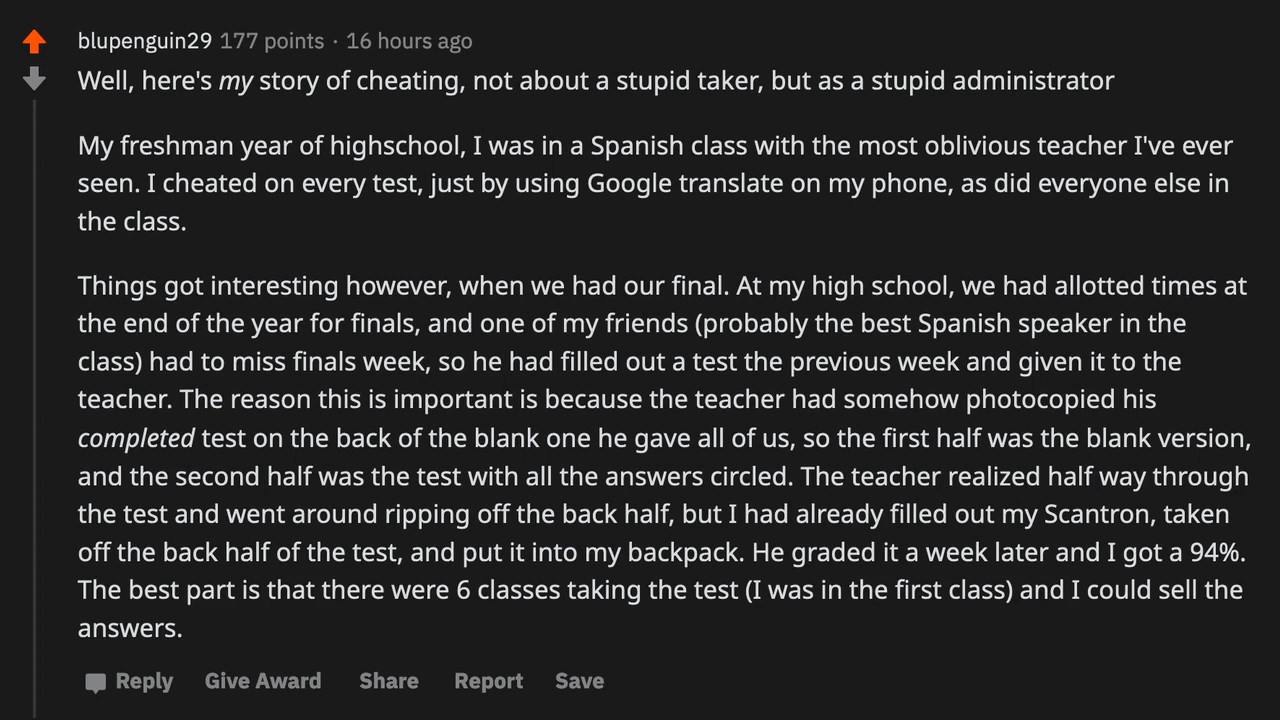 blupenguin29 177 points · 16 hours ago
Well, here's my story of cheating, not about a stupid taker, but as a stupid administrator
My freshman year of highschool, I was in a Spanish class with the most oblivious teacher I've ever
seen. I cheated on every test, just by using Google translate on my phone, as did everyone else in
the class.
Things got interesting however, when we had our final. At my high school, we had allotted times at
the end of the year for finals, and one of my friends (probably the best Spanish speaker in the
class) had to miss finals week, so he had filled out a test the previous week and given it to the
teacher. The reason this is important is because the teacher had somehow photocopied his
completed test on the back of the blank one he gave all of us, so the first half was the blank version,
and the second half was the test with all the answers circled. The teacher realized half way through
the test and went around ripping off the back half, but I had already filled out my Scantron, taken
off the back half of the test, and put it into my backpack. He graded it a week later and I got a 94%.
The best part is that there were 6 classes taking the test (I was in the first class) and I could sell the
answers.
Reply Give Award Share Report Save